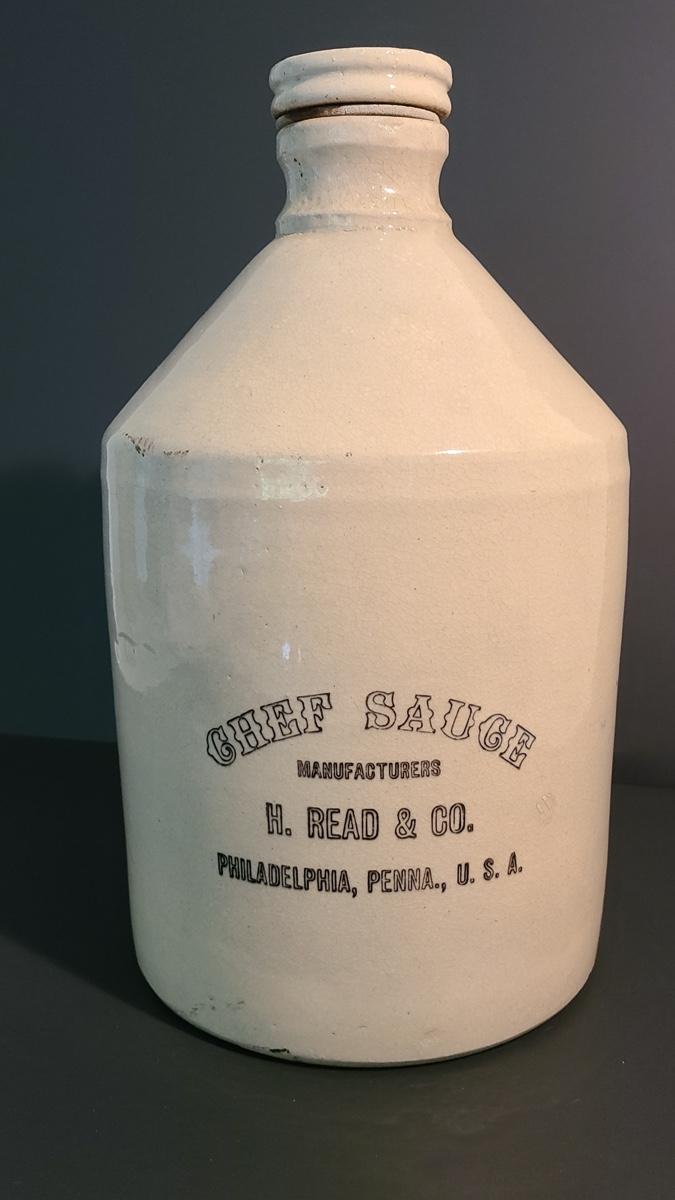 CHEF SAUCE
MANUFACTURERS
H. READ & CO.
PHILADELPHIA, PENNA., U. S. A.